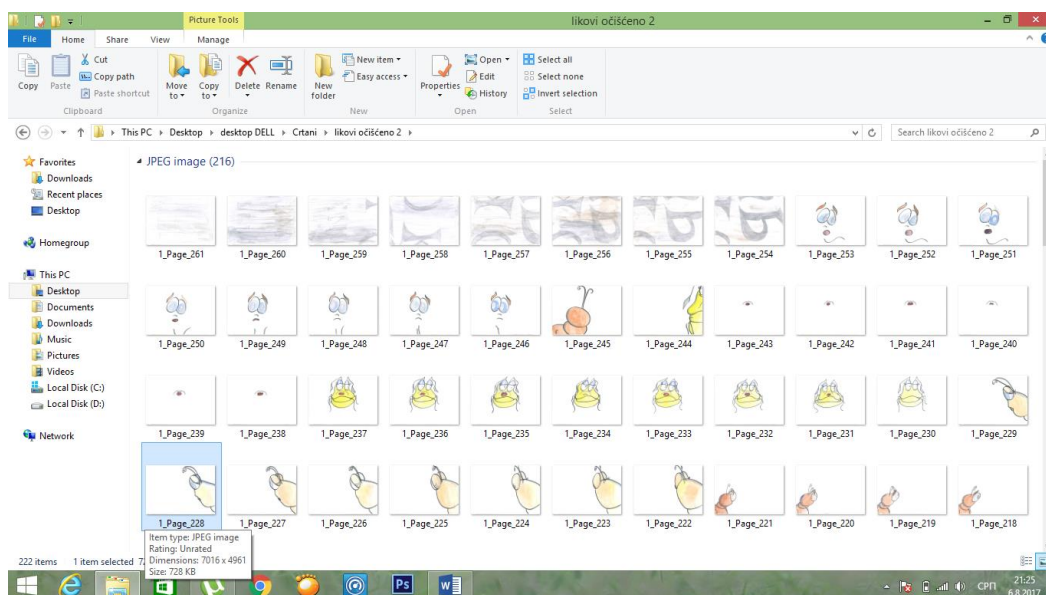 Picture Tools
likovi očišćeno 2
File Home Share View Manage
Copy
Paste
Cut
Copy path
Paste shortcut
Move to
Copy to
Delete
Rename
New folder
New item
Easy access
Properties
Open
Edit
History
Select all
Select none
Invert selection
Clipboard Organize New Open Select
This PC Desktop desktop DELL Crtani likovi očišćeno 2
Search likovi očišćeno 2
Favorites
Downloads
Recent places
Desktop
Homegroup
This PC
Desktop
Documents
Downloads
Music
Pictures
Videos
Local Disk (C:)
Local Disk (D:)
Network
JPEG image (216)
1_Page_261 1_Page_260 1_Page_259 1_Page_258 1_Page_257 1_Page_256 1_Page_255 1_Page_254 1_Page_253 1_Page_252 1_Page_251
1_Page_250 1_Page_249 1_Page_248 1_Page_247 1_Page_246 1_Page_245 1_Page_244 1_Page_243 1_Page_242 1_Page_241 1_Page_240
1_Page_239 1_Page_238 1_Page_237 1_Page_236 1_Page_235 1_Page_234 1_Page_233 1_Page_232 1_Page_231 1_Page_230 1_Page_229
1_Page_228 1_Page_227 1_Page_226 1_Page_225 1_Page_224 1_Page_223 1_Page_222 1_Page_221 1_Page_220 1_Page_219 1_Page_218
Item type: JPEG image
Rating: Unrated
Dimensions: 7016 x 4961
Size: 728 KB
222 items 1 item selected
Ps
СРП
21:25
6.8.2017